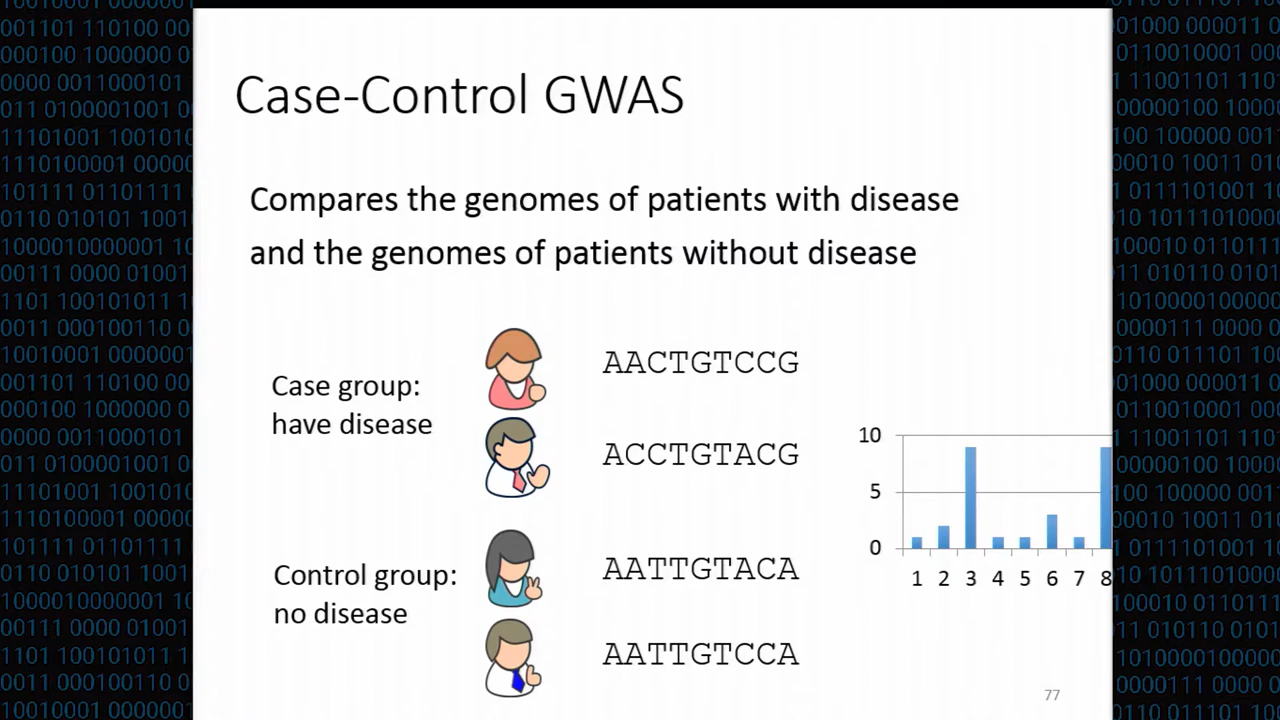 Case-Control GWAS
Compares the genomes of patients with disease
and the genomes of patients without disease
Case group:
have disease
AACTGTCCG
ACCTGTACG
Control group:
no disease
AATTGTACA
AATTGTCCA
10
5
0
1 2 3 4 5 6 7 8
77